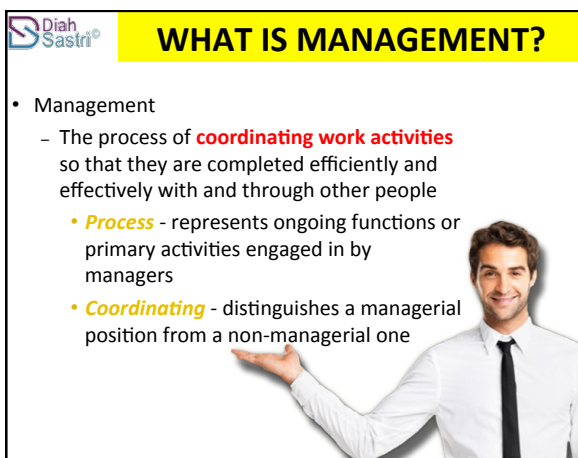 Diah
Sastri©
WHAT IS MANAGEMENT?
• Management
– The process of coordinating work activities
so that they are completed efficiently and
effectively with and through other people
• Process - represents ongoing functions or
primary activities engaged in by
managers
• Coordinating - distinguishes a managerial
position from a non-managerial one